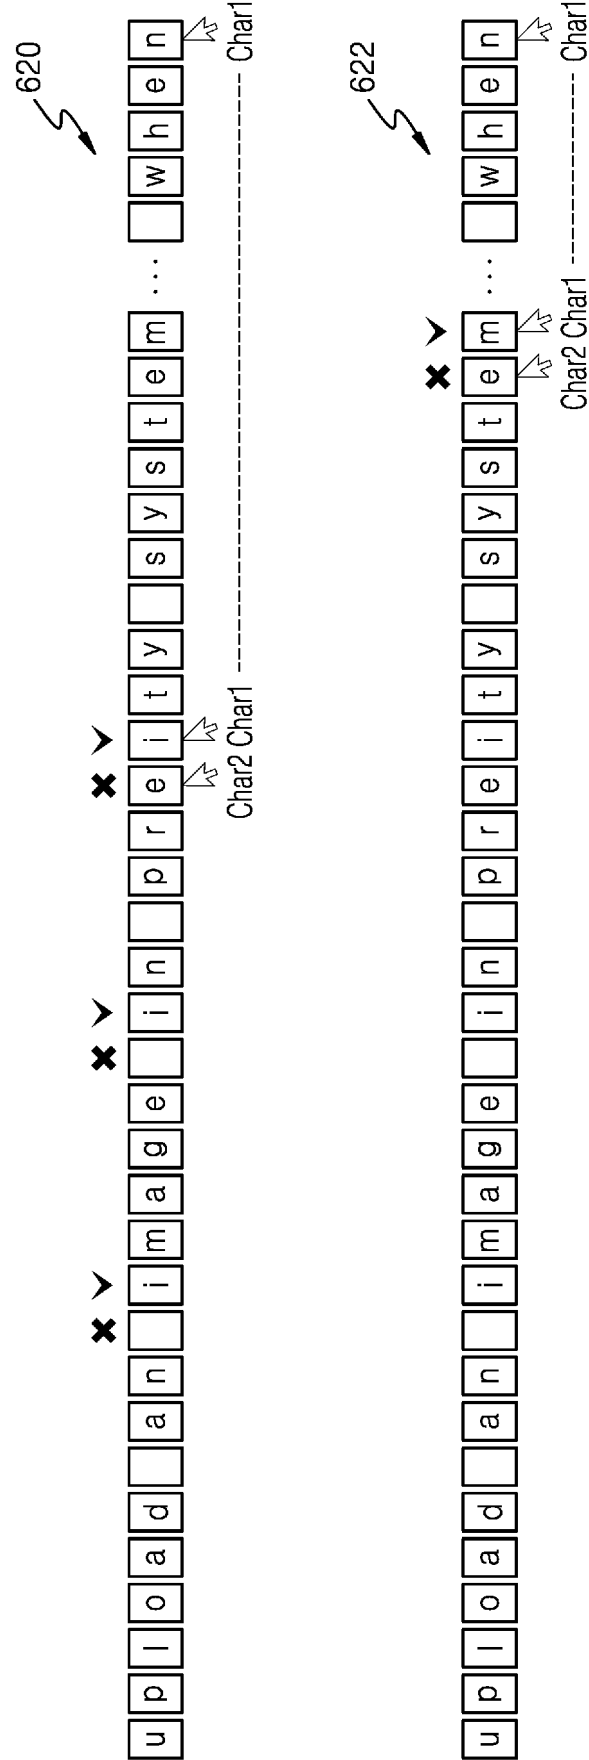 620
upload an image in preity system ... when
Char2 Char1 Char1
622
upload an image in preity system ... when
Char2 Char1 Char1